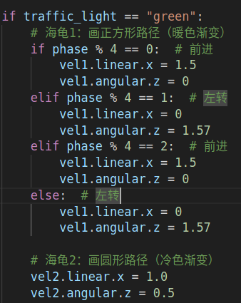 if traffic_light == "green":
    # 海龟1：画正方形路径（暖色渐变）
    if phase % 4 == 0:  # 前进
        vel1.linear.x = 1.5
        vel1.angular.z = 0
    elif phase % 4 == 1:  # 左转
        vel1.linear.x = 0
        vel1.angular.z = 1.57
    elif phase % 4 == 2:  # 前进
        vel1.linear.x = 1.5
        vel1.angular.z = 0
    else:  # 左转
        vel1.linear.x = 0
        vel1.angular.z = 1.57

    # 海龟2：画圆形路径（冷色渐变）
    vel2.linear.x = 1.0
    vel2.angular.z = 0.5